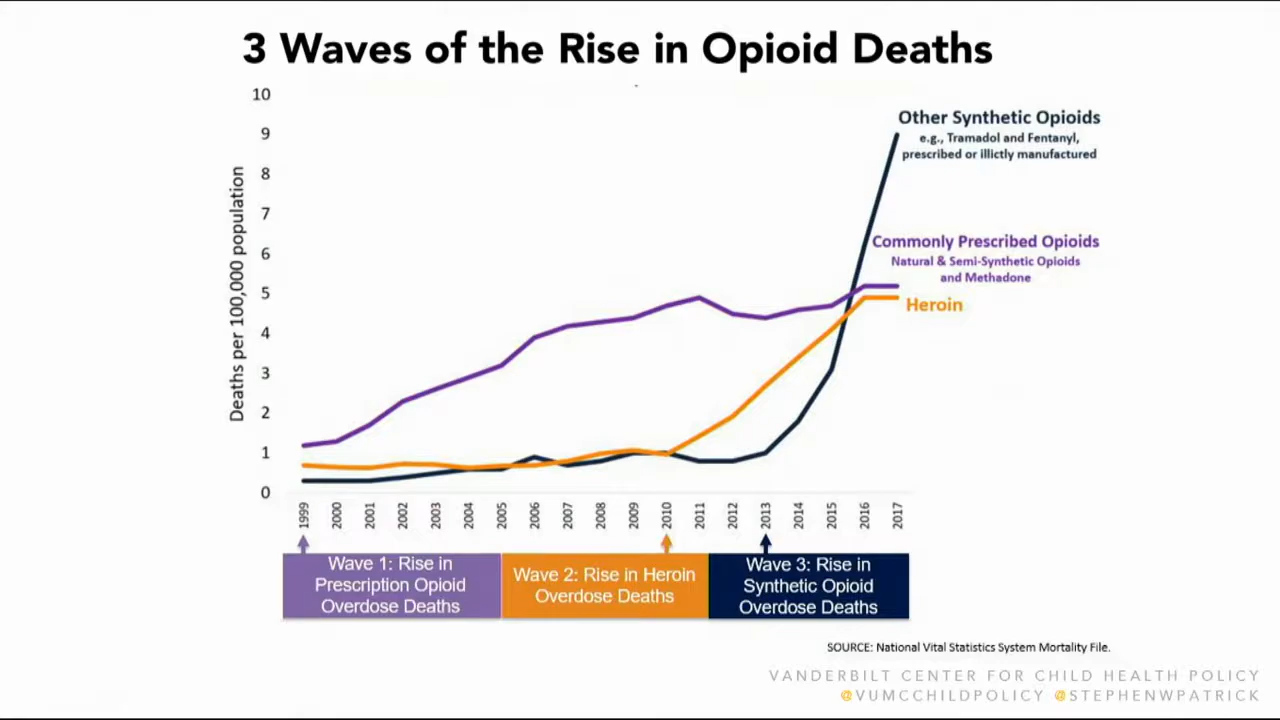 3 Waves of the Rise in Opioid Deaths
10
9
8
7
6
5
4
3
2
1
0
Deaths per 100,000 population
Other Synthetic Opioids
e.g., Tramadol and Fentanyl,
prescribed or illictly manufactured
Commonly Prescribed Opioids
Natural & Semi-Synthetic Opioids
and Methadone
Heroin
1999
2000
2001
2002
2003
2004
2005
2006
2007
2008
2009
2010
2011
2012
2013
2014
2015
2016
2017
Wave 1: Rise in
Prescription Opioid
Overdose Deaths
Wave 2: Rise in Heroin
Overdose Deaths
Wave 3: Rise in
Synthetic Opioid
Overdose Deaths
SOURCE: National Vital Statistics System Mortality File.
VANDERBILT CENTER FOR CHILD HEALTH POLICY
@VUMCCHILDPOLICY @STEPHENWPATRICK